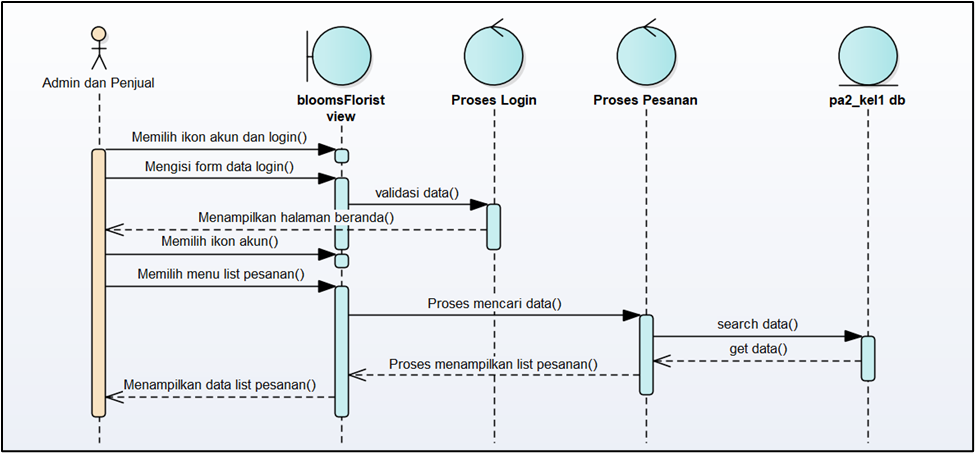 Admin dan Penjual
bloomsFlorist
view
Proses Login
Proses Pesanan
pa2_kel1 db
Memilih ikon akun dan login()
Mengisi form data login()
validasi data()
Menampilkan halaman beranda()
Memilih ikon akun()
Memilih menu list pesanan()
Proses mencari data()
search data()
get data()
Proses menampilkan list pesanan()
Menampilkan data list pesanan()